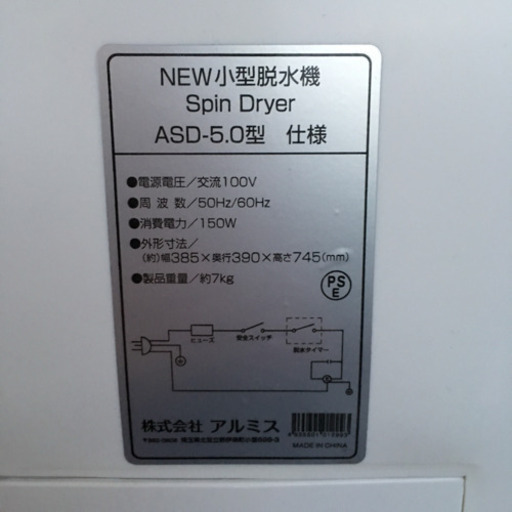 NEW小型脱水機
Spin Dryer
ASD-5.0型 仕様
●電源電圧／交流100V
●周波数／50Hz/60Hz
●消費電力／150W
●外形寸法／
(約)幅385×奥行390×高さ745(mm)
●製品重量／約7kg
PS
E
ヒューズ
安全スイッチ
脱水タイマー
株式会社 アルミス
MADE IN CHINA